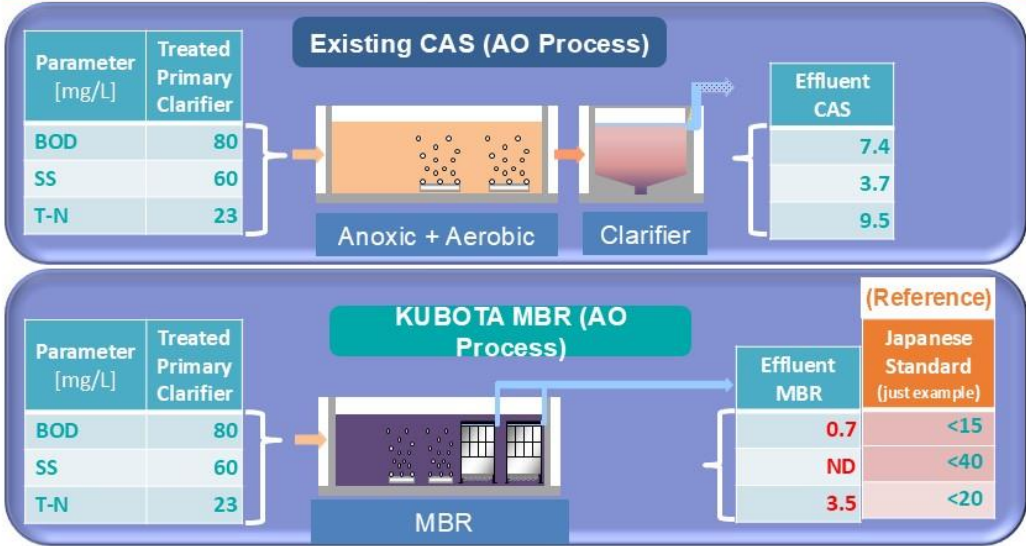 Existing CAS (AO Process)
Parameter
[mg/L]
Treated
Primary
Clarifier
BOD 80
SS 60
T-N 23
Anoxic + Aerobic
Clarifier
Effluent
CAS
7.4
3.7
9.5
KUBOTA MBR (AO
Process)
Parameter
[mg/L]
Treated
Primary
Clarifier
BOD 80
SS 60
T-N 23
MBR
(Reference)
Effluent
MBR
Japanese
Standard
(just example)
0.7 <15
ND <40
3.5 <20